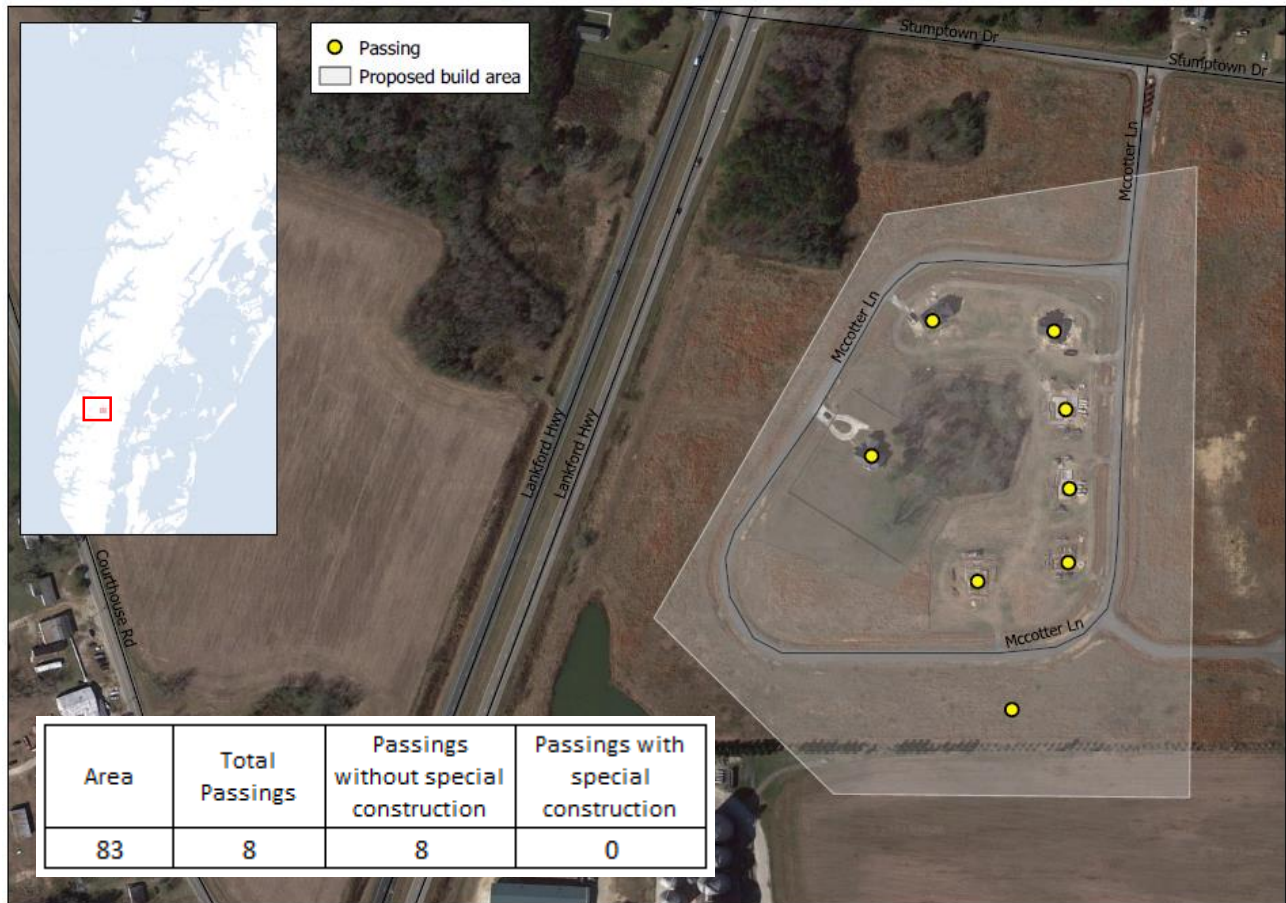 Passing
Proposed build area
Stumptown Dr
Stumptown Dr
Mccotter Ln
Mccotter Ln
Lankford Hwy
Lankford Hwy
Mccotter Ln
Courthouse Rd
Area
Total
Passings
Passings
without special
construction
Passings with
special
construction
83
8
8
0